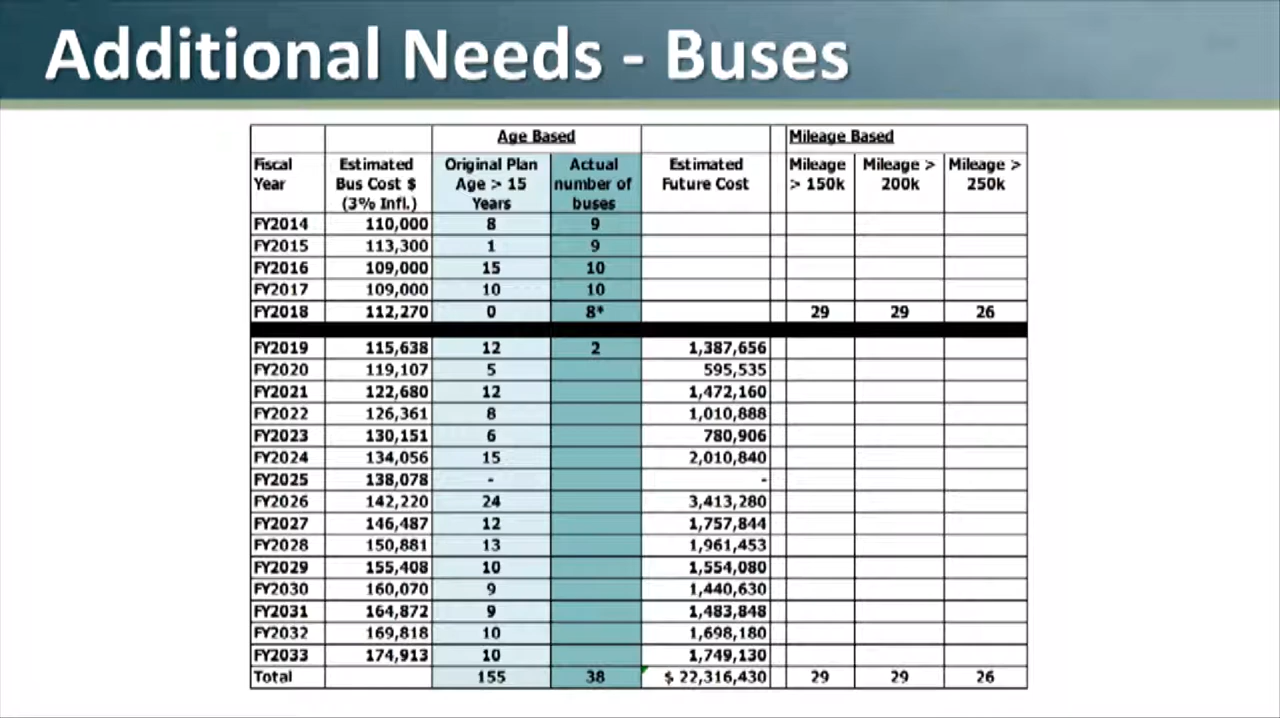 Additional Needs - Buses
Age Based Mileage Based
Fiscal Estimated Original Plan Actual Estimated Mileage Mileage > Mileage >
Year Bus Cost $ Age > 15 number of Future Cost > 150k 200k 250k
(3% Infl.) Years buses
FY2014 110,000 8 9
FY2015 113,300 1 9
FY2016 109,000 15 10
FY2017 109,000 10 10
FY2018 112,270 0 8* 29 29 26
FY2019 115,638 12 2 1,387,656
FY2020 119,107 5 595,535
FY2021 122,680 12 1,472,160
FY2022 126,361 8 1,010,888
FY2023 130,151 6 780,906
FY2024 134,056 15 2,010,840
FY2025 138,078 - -
FY2026 142,220 24 3,413,280
FY2027 146,487 12 1,757,844
FY2028 150,881 13 1,961,453
FY2029 155,408 10 1,554,080
FY2030 160,070 9 1,440,630
FY2031 164,872 9 1,483,848
FY2032 169,818 10 1,698,180
FY2033 174,913 10 1,749,130
Total 155 38 $ 22,316,430 29 29 26